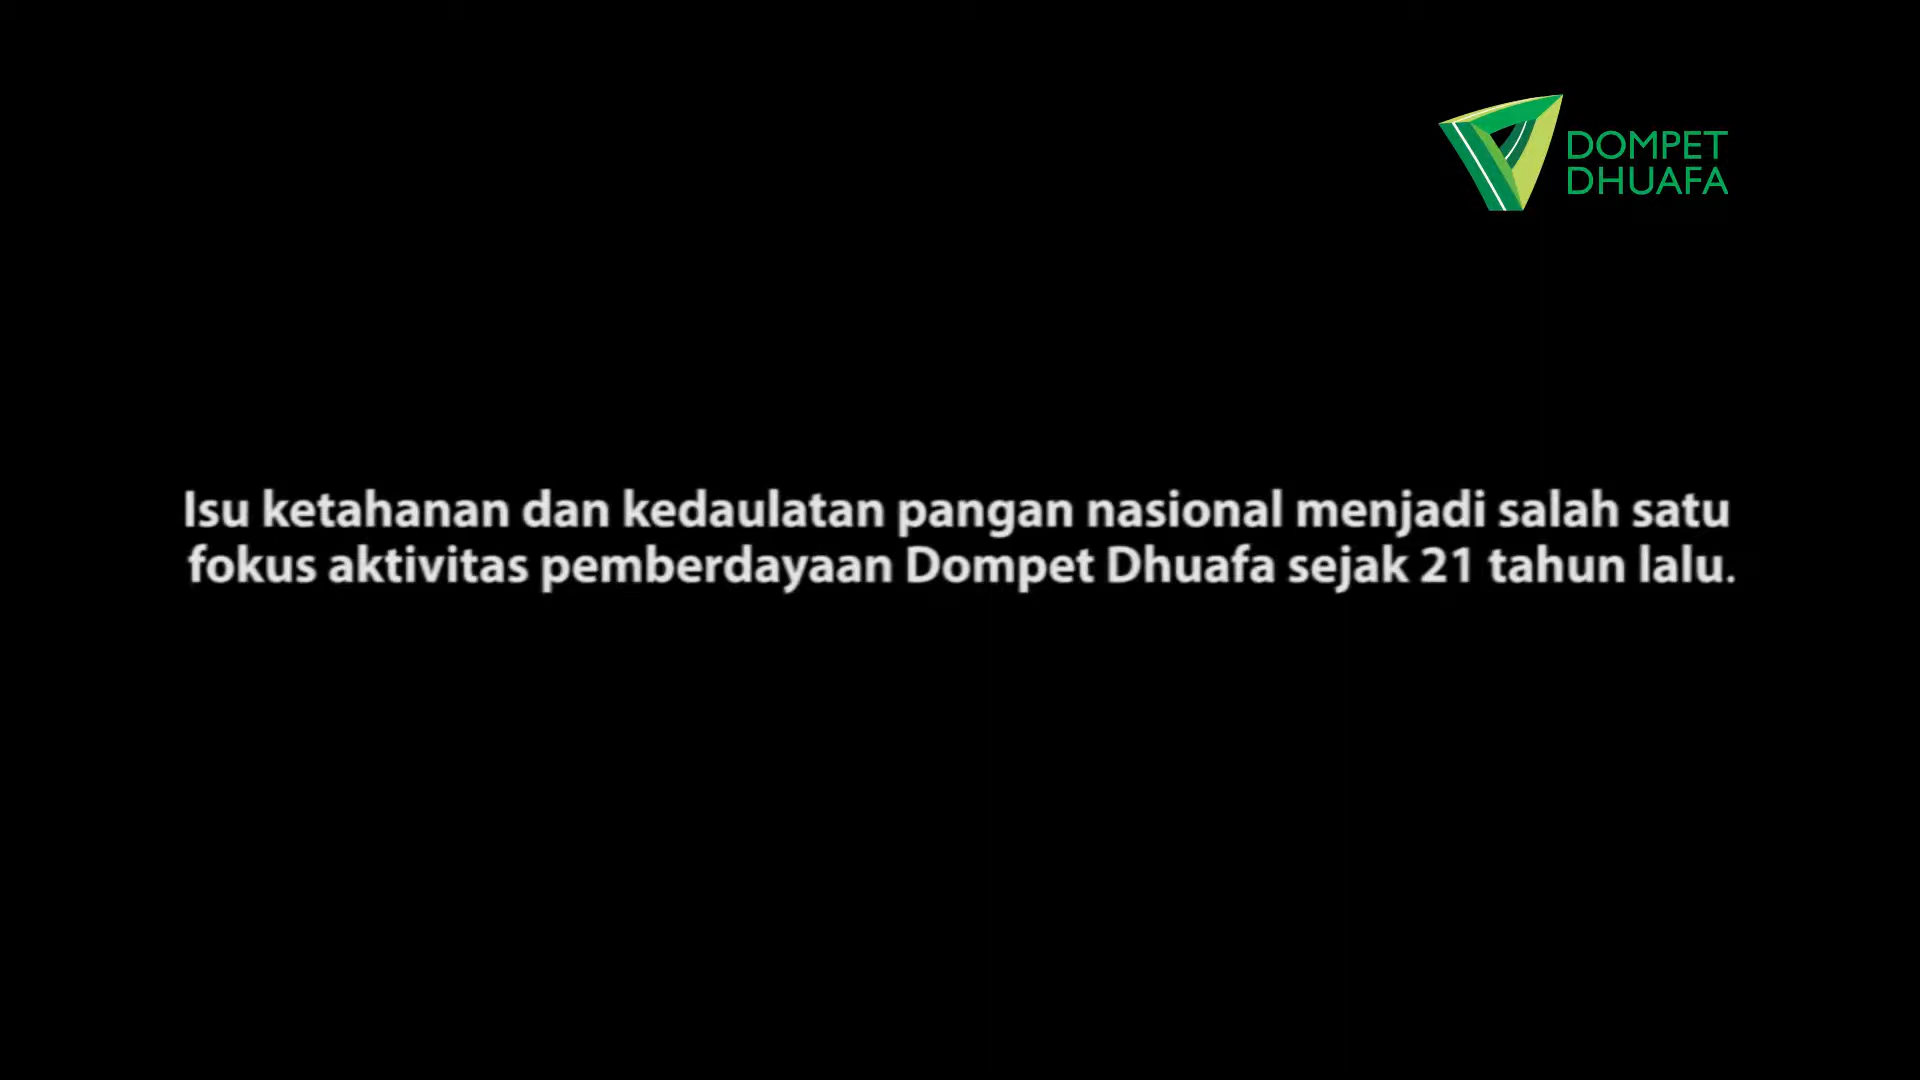 DOMPET
DHUAFA
Isu ketahanan dan kedaulatan pangan nasional menjadi salah satu
fokus aktivitas pemberdayaan Dompet Dhuafa sejak 21 tahun lalu.